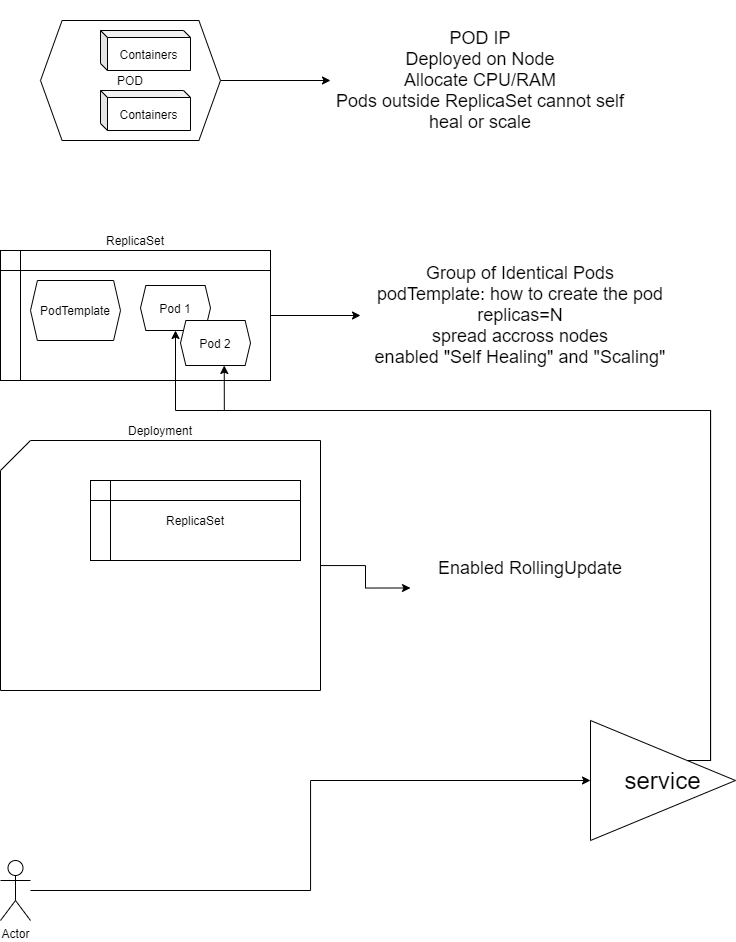 Containers
POD
Containers
POD IP
Deployed on Node
Allocate CPU/RAM
Pods outside ReplicaSet cannot self
heal or scale
ReplicaSet
PodTemplate
Pod 1
Pod 2
Group of Identical Pods
podTemplate: how to create the pod
replicas=N
spread accross nodes
enabled "Self Healing" and "Scaling"
Deployment
ReplicaSet
Enabled RollingUpdate
service
Actor